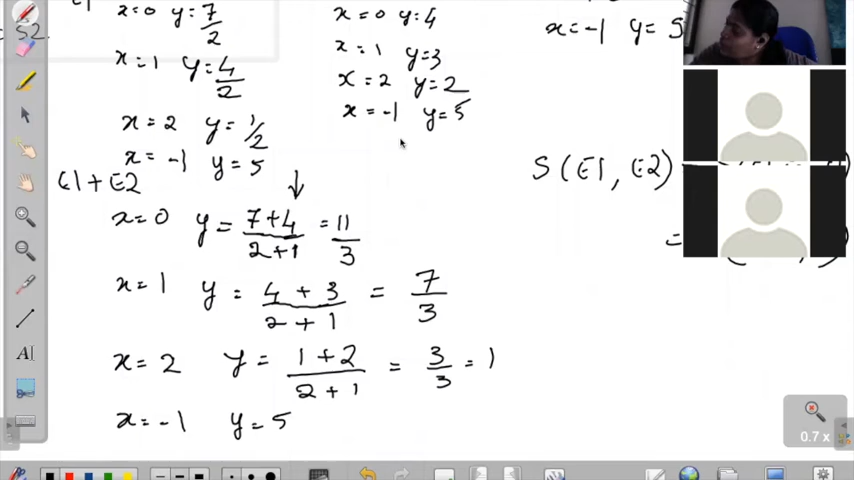 x=0 y=7/2
x=1 y=4/2
x=2 y=1/2
x=-1 y=5
x=0 y=4
x=1 y=3
x=2 y=2
x=-1 y=5
x=-1 y=5
S(E1, E2)
=
E1+E2
x=0 y = 7+4/2+1 = 11/3
x=1 y = 4+3/2+1 = 7/3
x=2 y = 1+2/2+1 = 3/3 = 1
x=-1 y=5
0.7 x